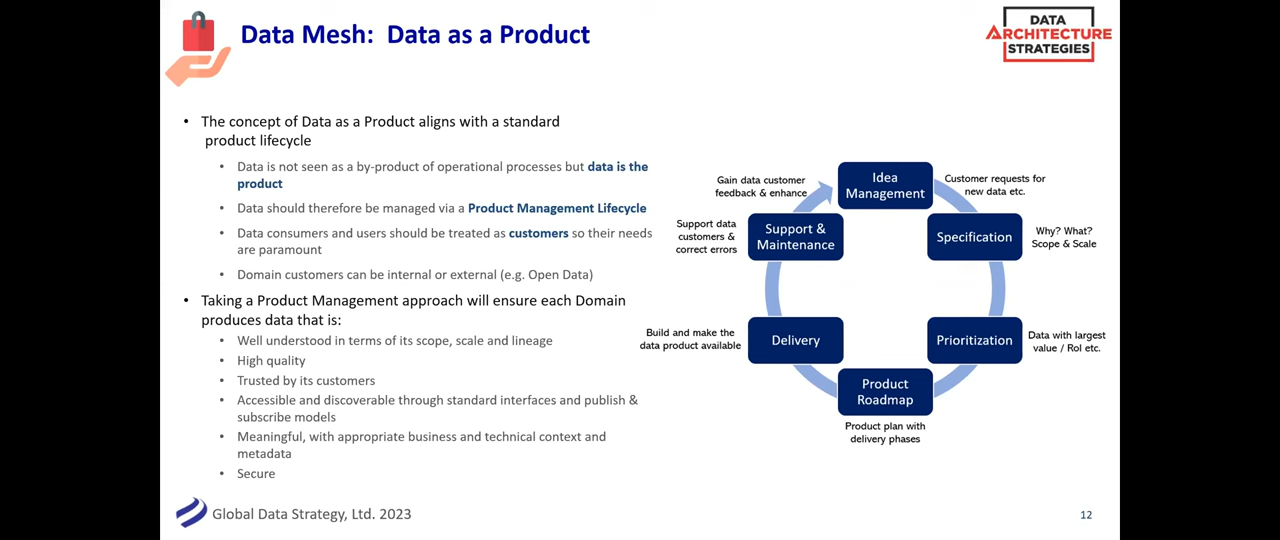 Data Mesh: Data as a Product
DATA
ARCHITECTURE
STRATEGIES
• The concept of Data as a Product aligns with a standard
product lifecycle
• Data is not seen as a by-product of operational processes but data is the
product
• Data should therefore be managed via a Product Management Lifecycle
• Data consumers and users should be treated as customers so their needs
are paramount
• Domain customers can be internal or external (e.g. Open Data)
• Taking a Product Management approach will ensure each Domain
produces data that is:
• Well understood in terms of its scope, scale and lineage
• High quality
• Trusted by its customers
• Accessible and discoverable through standard interfaces and publish &
subscribe models
• Meaningful, with appropriate business and technical context and
metadata
• Secure
Idea
Management
Customer requests for
new data etc.
Specification
Why? What?
Scope & Scale
Prioritization
Data with largest
value / RoI etc.
Product
Roadmap
Product plan with
delivery phases
Delivery
Build and make the
data product available
Support &
Maintenance
Support data
customers &
correct errors
Gain data customer
feedback & enhance
Global Data Strategy, Ltd. 2023
12